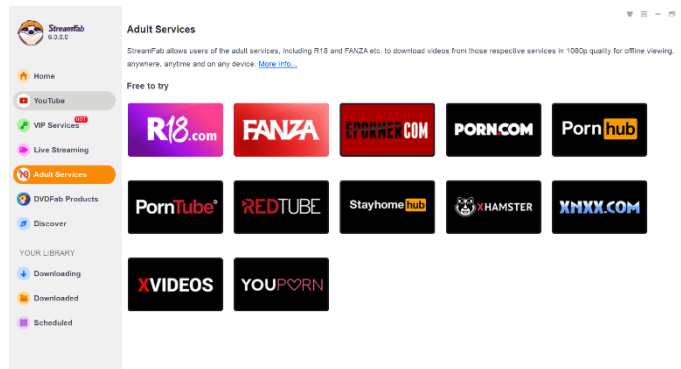 StreamFab
6.0.2.0
Home
YouTube
VIP Services
HOT
Live Streaming
Adult Services
DVDFab Products
Discover
YOUR LIBRARY
Downloading
Downloaded
Scheduled
Adult Services
StreamFab allows users of the adult services, including R18 and FANZA etc. to download videos from those respective services in 1080p quality for offline viewing,
anywhere, anytime and on any device. More Info...
Free to try
R18.com
FANZA
EPORNER.COM
PORN.COM
Porn hub
PornTube
REDTUBE
Stayhome hub
XHAMSTER
XNXX.COM
XVIDEOS
YOUPORN